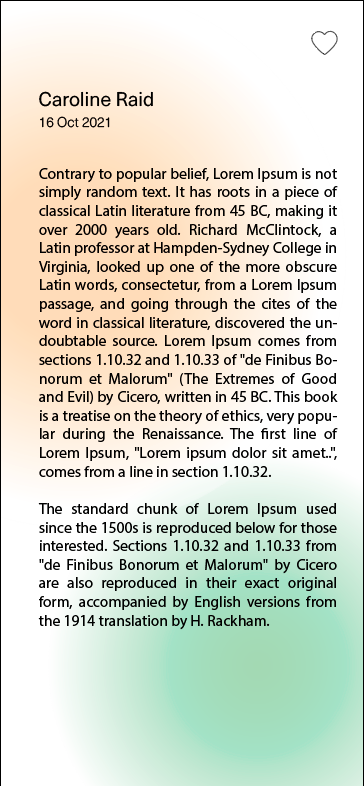 Caroline Raid
16 Oct 2021
Contrary to popular belief, Lorem Ipsum is not
simply random text. It has roots in a piece of
classical Latin literature from 45 BC, making it
over 2000 years old. Richard McClintock, a
Latin professor at Hampden-Sydney College in
Virginia, looked up one of the more obscure
Latin words, consectetur, from a Lorem Ipsum
passage, and going through the cites of the
word in classical literature, discovered the un-
doubtable source. Lorem Ipsum comes from
sections 1.10.32 and 1.10.33 of "de Finibus Bo-
norum et Malorum" (The Extremes of Good
and Evil) by Cicero, written in 45 BC. This book
is a treatise on the theory of ethics, very popu-
lar during the Renaissance. The first line of
Lorem Ipsum, "Lorem ipsum dolor sit amet..",
comes from a line in section 1.10.32.
The standard chunk of Lorem Ipsum used
since the 1500s is reproduced below for those
interested. Sections 1.10.32 and 1.10.33 from
"de Finibus Bonorum et Malorum" by Cicero
are also reproduced in their exact original
form, accompanied by English versions from
the 1914 translation by H. Rackham.